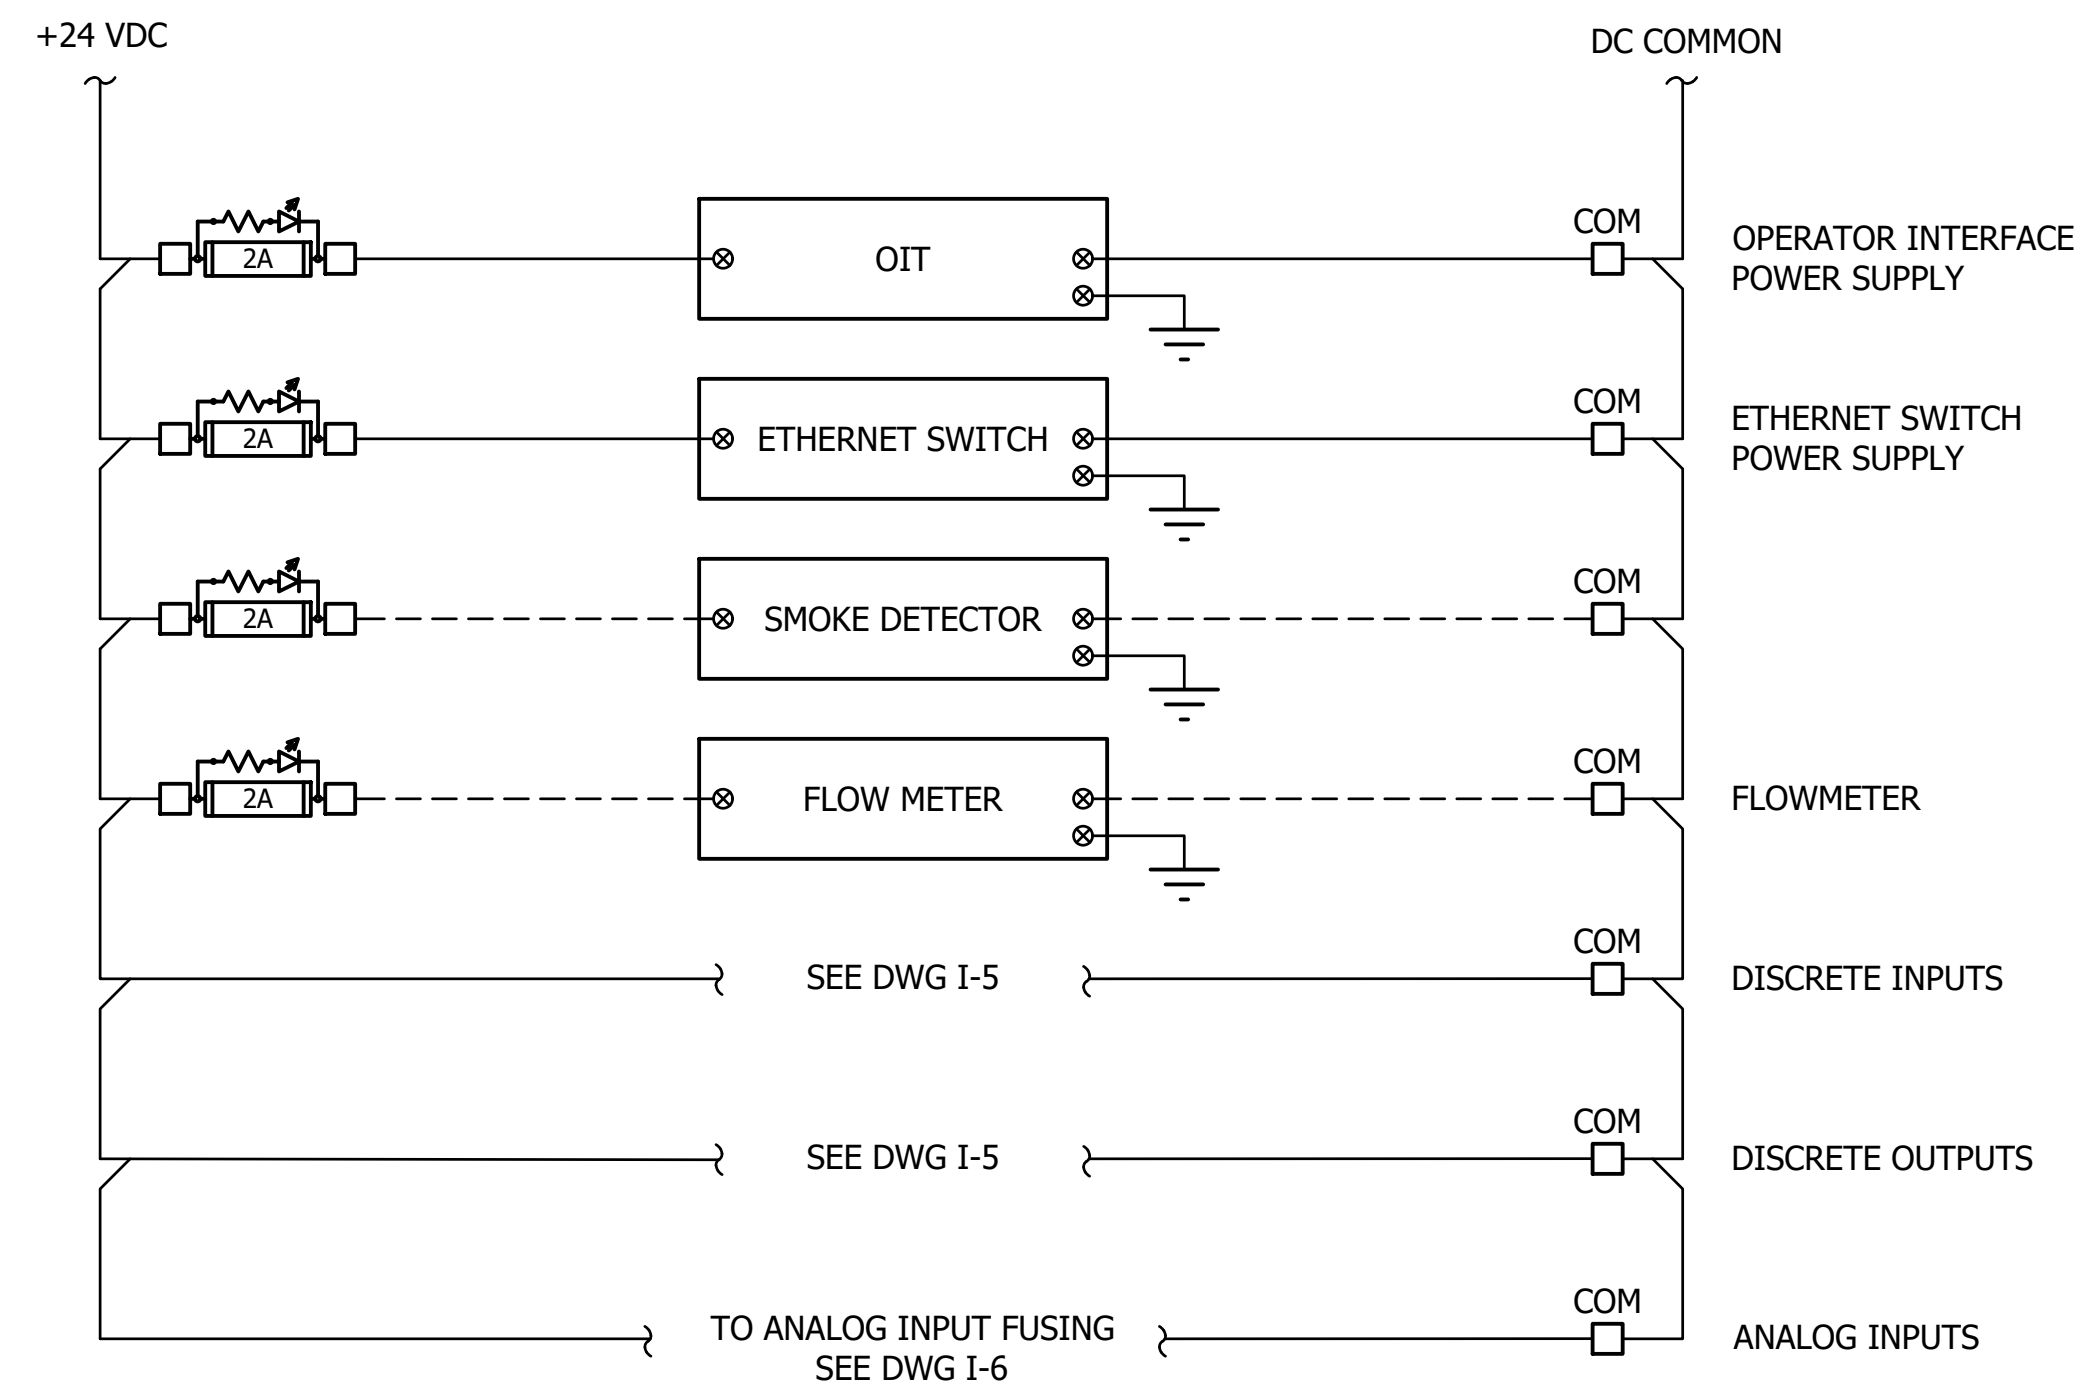 +24 VDC
DC COMMON
2A
OIT
COM
OPERATOR INTERFACE
POWER SUPPLY
2A
ETHERNET SWITCH
COM
ETHERNET SWITCH
POWER SUPPLY
2A
SMOKE DETECTOR
COM
2A
FLOW METER
COM
FLOWMETER
SEE DWG I-5
COM
DISCRETE INPUTS
SEE DWG I-5
COM
DISCRETE OUTPUTS
TO ANALOG INPUT FUSING
SEE DWG I-6
COM
ANALOG INPUTS